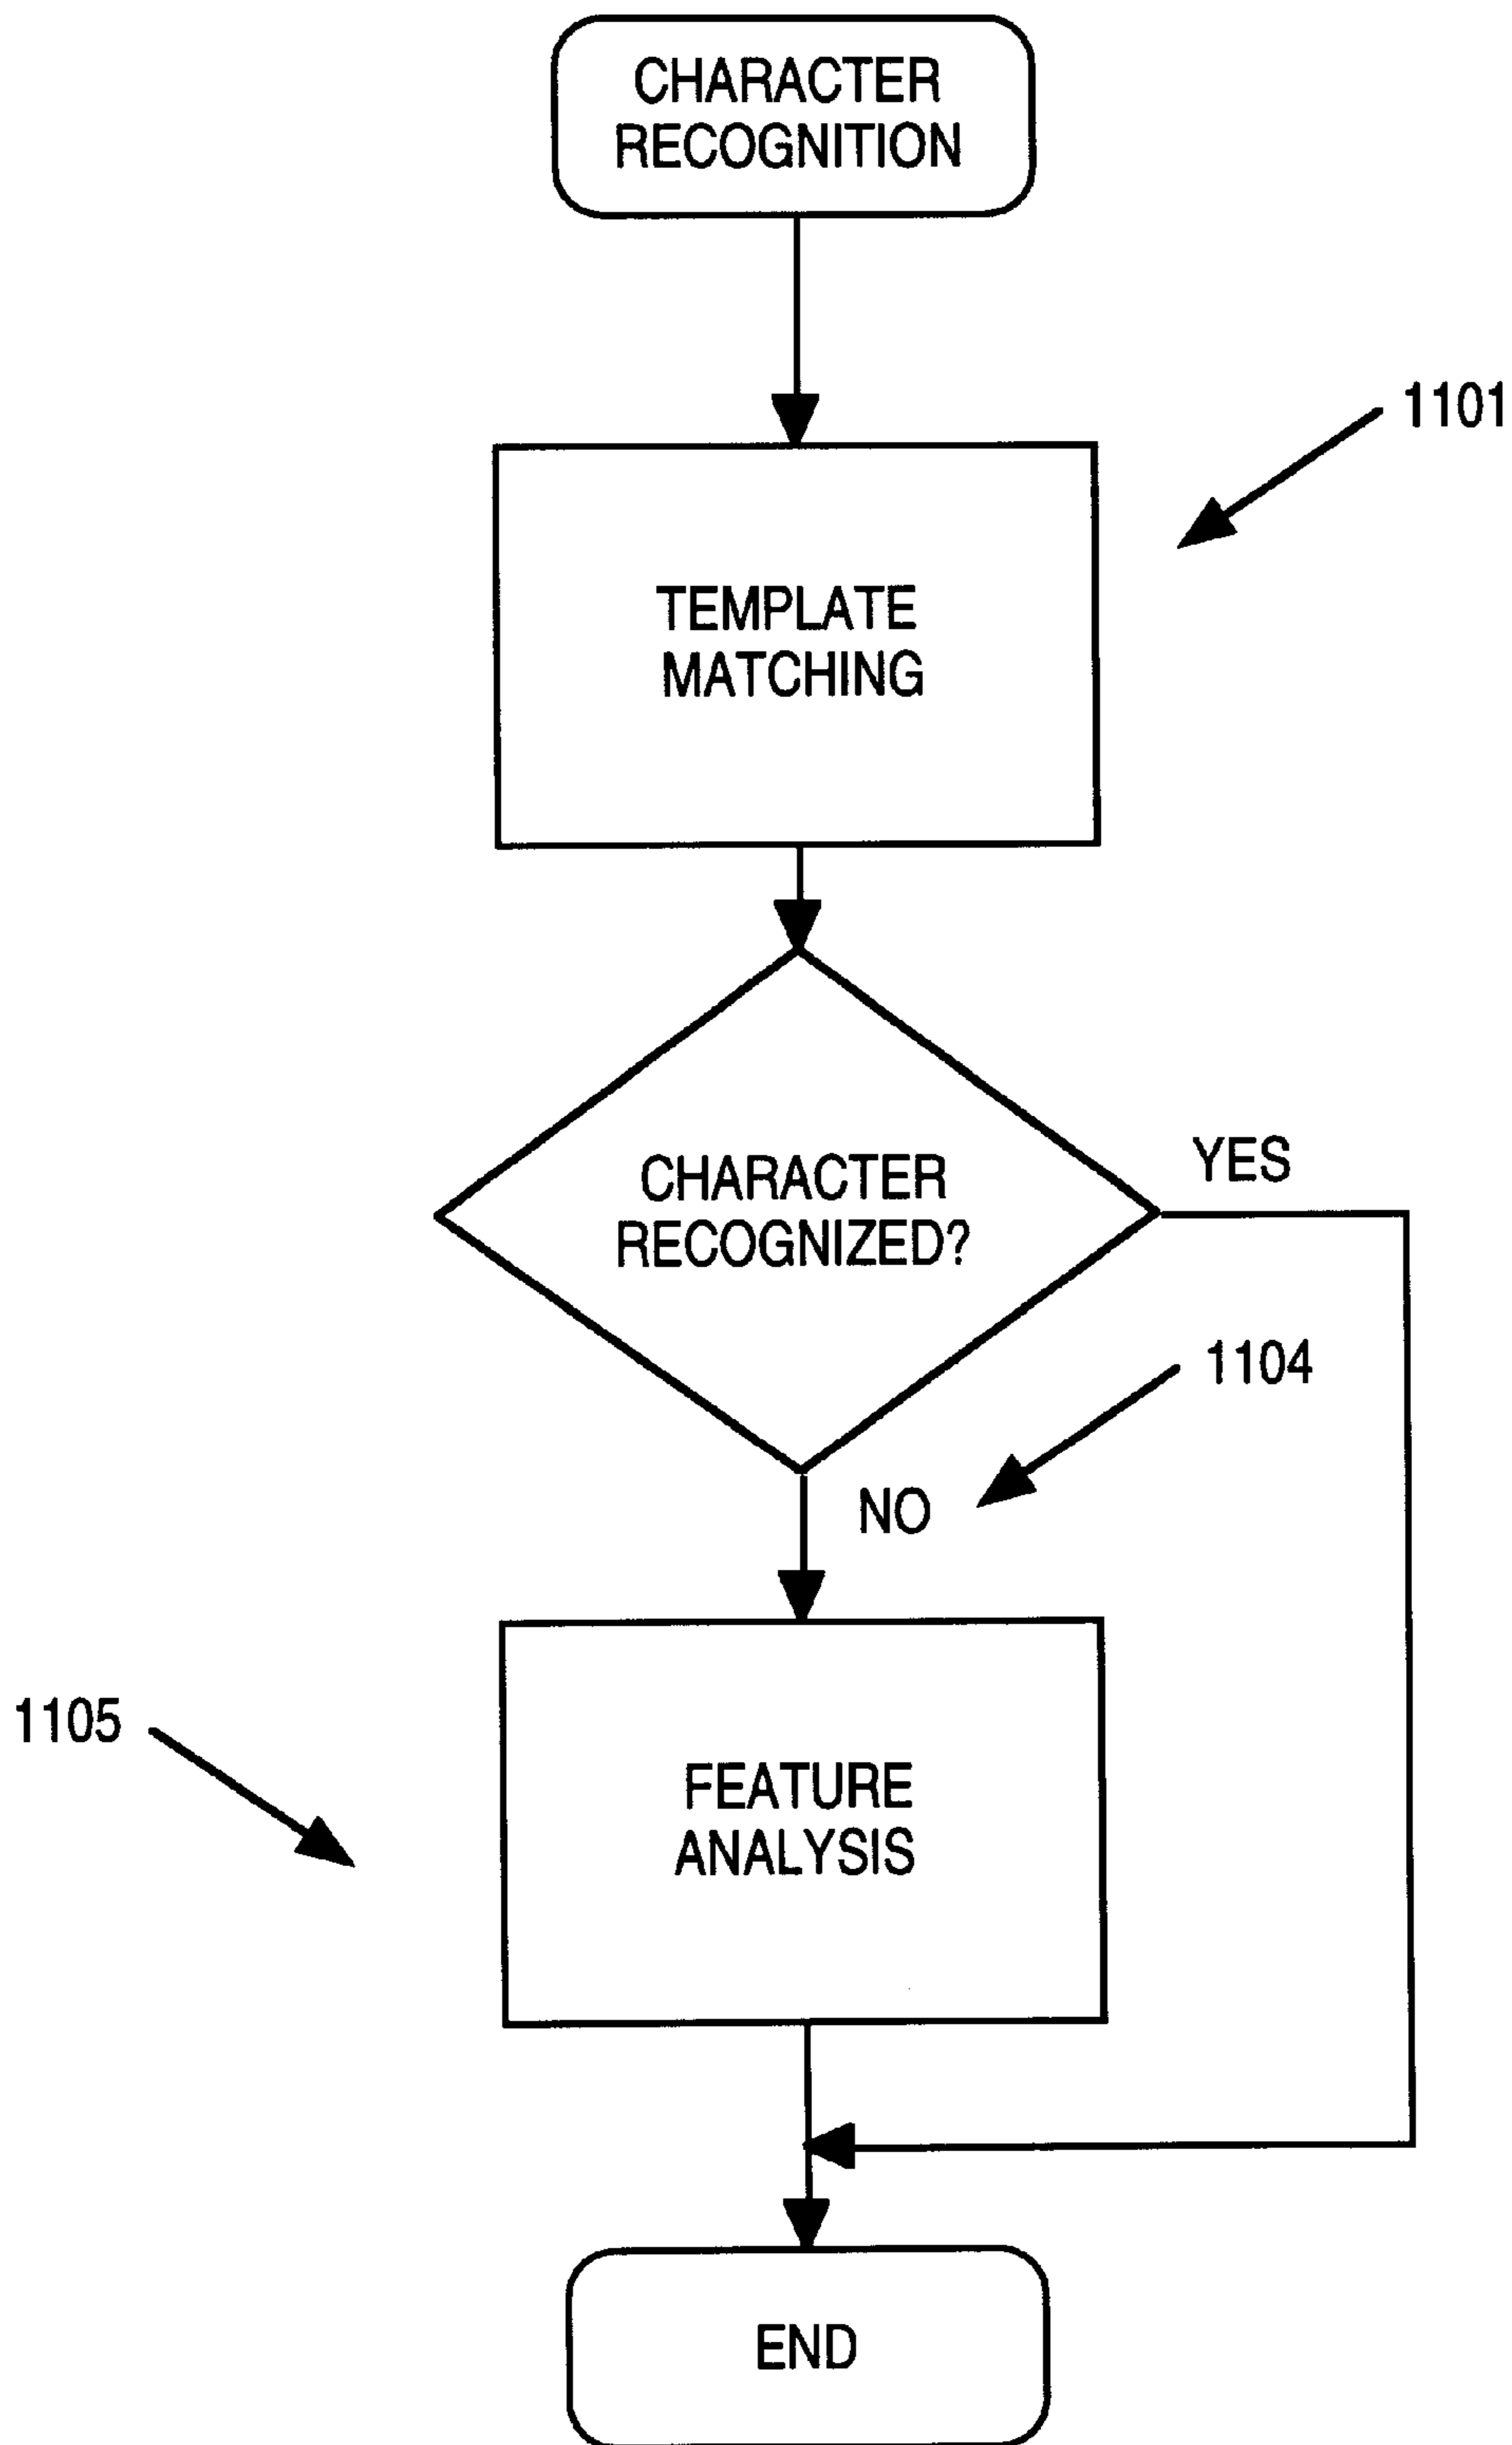 CHARACTER
RECOGNITION
1101
TEMPLATE
MATCHING
CHARACTER
RECOGNIZED?
YES
1104
NO
1105
FEATURE
ANALYSIS
END